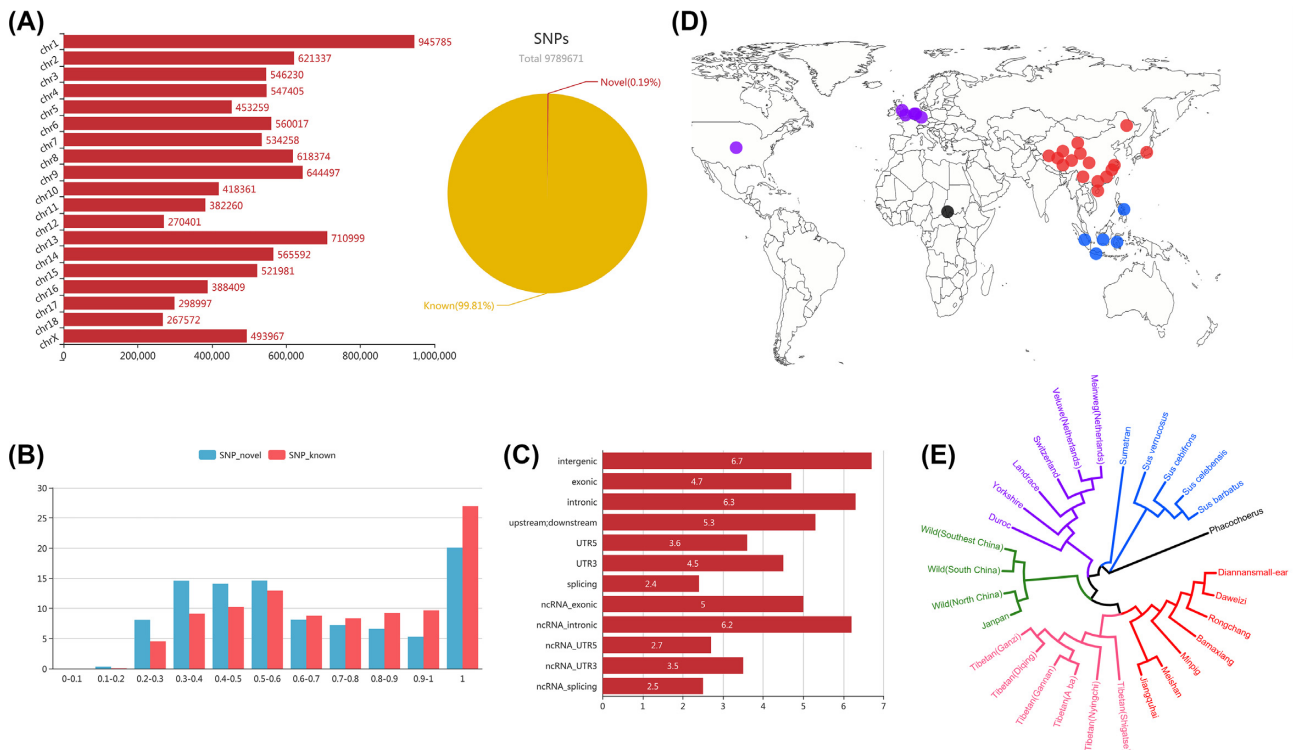 (A)
chr1
945785
chr2
621337
chr3
546230
chr4
547405
chr5
453259
chr6
560017
chr7
534258
chr8
618374
chr9
644497
chr10
418361
chr11
382260
chr12
270401
chr13
710999
chr14
565592
chr15
521981
chr16
388409
chr17
298997
chr18
267572
chrX
493967
0
200,000
400,000
600,000
800,000
1,000,000
SNPs
Total 9789671
Novel(0.19%)
Known(99.81%)
(D)
(B)
SNP_novel
SNP_known
30
25
20
15
10
5
0
0-0.1
0.1-0.2
0.2-0.3
0.3-0.4
0.4-0.5
0.5-0.6
0.6-0.7
0.7-0.8
0.8-0.9
0.9-1
1
(C)
intergenic
6.7
exonic
4.7
intronic
6.3
upstream;downstream
5.3
UTR5
3.6
UTR3
4.5
splicing
2.4
ncRNA_exonic
5
ncRNA_intronic
6.2
ncRNA_UTR5
2.7
ncRNA_UTR3
3.5
ncRNA_splicing
2.5
0
1
2
3
4
5
6
7
(E)
Meinweg(Netherlands)
Veluwe(Netherlands)
Switzerland
Landrace
Yorkshire
Duroc
Wild(Southest China)
Wild(South China)
Wild(North China)
Janpan
Tibetan(Ganzi)
Tibetan(Diqing)
Tibetan(Gannan)
Tibetan(A ba)
Tibetan(Nyingchi)
Tibetan(Shigatse
Jiangquhai
Meishan
Minpig
Bamaxiang
Rongchang
Daweizi
Diannansmall-ear
Phacochoerus
Sus barbatus
Sus celebensis
Sus cebifrons
Sus verrucosus
Sumatran